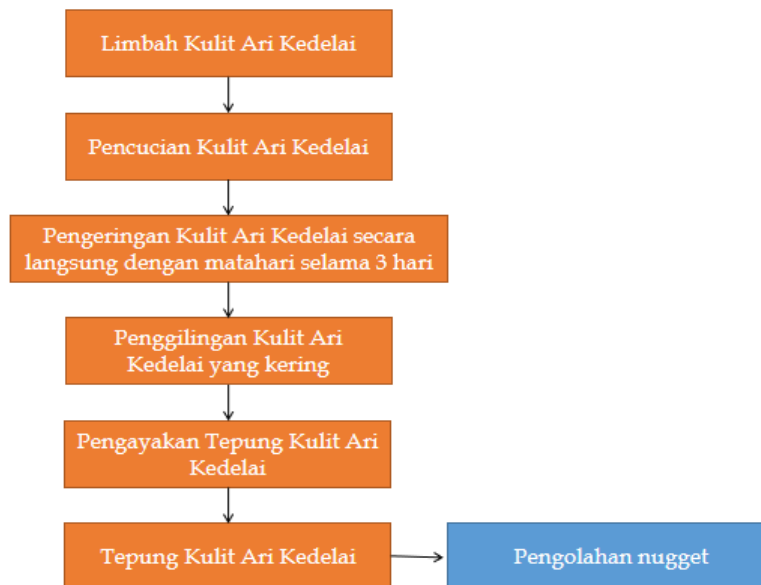 Limbah Kulit Ari Kedelai
Pencucian Kulit Ari Kedelai
Pengeringan Kulit Ari Kedelai secara
langsung dengan matahari selama 3 hari
Penggilingan Kulit Ari
Kedelai yang kering
Pengayakan Tepung Kulit Ari
Kedelai
Tepung Kulit Ari Kedelai
Pengolahan nugget